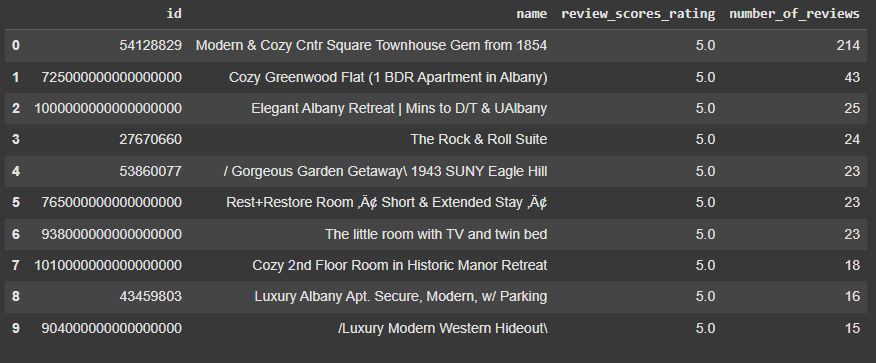 id name review_scores_rating number_of_reviews
0 54128829 Modern & Cozy Cntr Square Townhouse Gem from 1854 5.0 214
1 725000000000000000 Cozy Greenwood Flat (1 BDR Apartment in Albany) 5.0 43
2 1000000000000000000 Elegant Albany Retreat | Mins to D/T & UAlbany 5.0 25
3 27670660 The Rock & Roll Suite 5.0 24
4 53860077 / Gorgeous Garden Getaway\ 1943 SUNY Eagle Hill 5.0 23
5 765000000000000000 Rest+Restore Room ‚Ä¢ Short & Extended Stay ‚Ä¢ 5.0 23
6 938000000000000000 The little room with TV and twin bed 5.0 23
7 1010000000000000000 Cozy 2nd Floor Room in Historic Manor Retreat 5.0 18
8 43459803 Luxury Albany Apt. Secure, Modern, w/ Parking 5.0 16
9 904000000000000000 /Luxury Modern Western Hideout\ 5.0 15